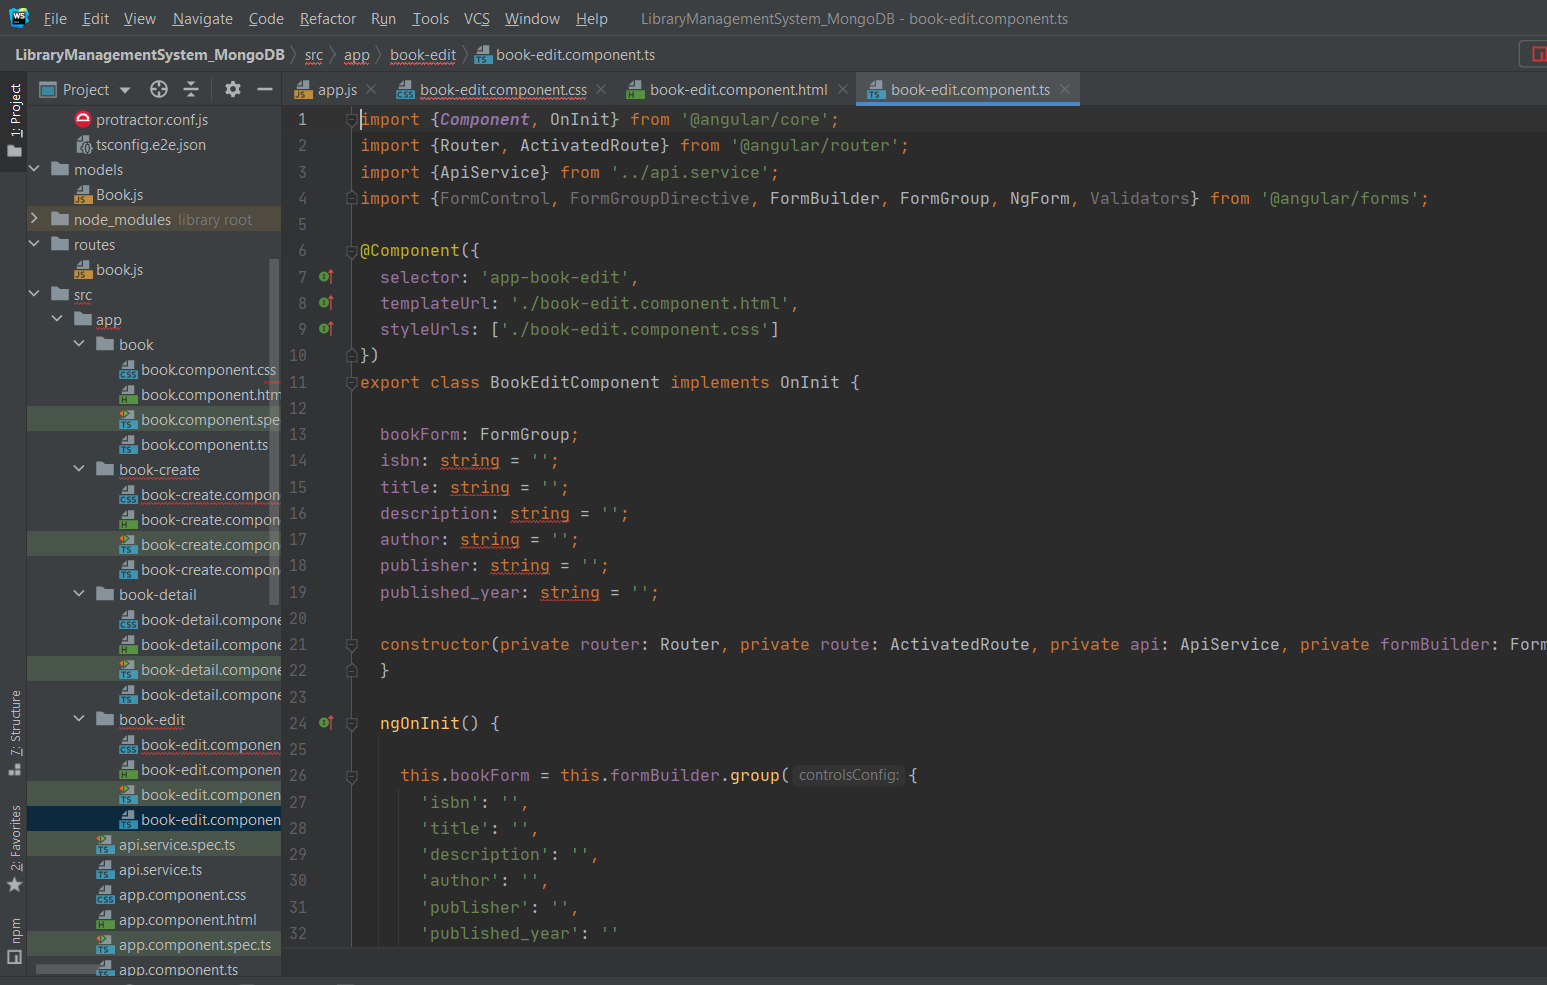 WS File Edit View Navigate Code Refactor Run Tools VCS Window Help LibraryManagementSystem_MongoDB - book-edit.component.ts
LibraryManagementSystem_MongoDB src app book-edit book-edit.component.ts
1: Project
7: Structure
2: Favorites
npm
Project
protractor.conf.js
tsconfig.e2e.json
models
Book.js
node_modules library root
routes
book.js
src
app
book
book.component.css
book.component.htm
book.component.spe
book.component.ts
book-create
book-create.compon
book-create.compon
book-create.compon
book-create.compon
book-detail
book-detail.compone
book-detail.compone
book-detail.compone
book-detail.compone
book-edit
book-edit.componen
book-edit.componen
book-edit.componen
book-edit.componen
api.service.spec.ts
api.service.ts
app.component.css
app.component.html
app.component.spec.ts
app.component.ts
app.js book-edit.component.css book-edit.component.html book-edit.component.ts
1 import {Component, OnInit} from '@angular/core';
2 import {Router, ActivatedRoute} from '@angular/router';
3 import {ApiService} from '../api.service';
4 import {FormControl, FormGroupDirective, FormBuilder, FormGroup, NgForm, Validators} from '@angular/forms';
5
6 @Component({
7 selector: 'app-book-edit',
8 templateUrl: './book-edit.component.html',
9 styleUrls: ['./book-edit.component.css']
10 })
11 export class BookEditComponent implements OnInit {
12
13 bookForm: FormGroup;
14 isbn: string = '';
15 title: string = '';
16 description: string = '';
17 author: string = '';
18 publisher: string = '';
19 published_year: string = '';
20
21 constructor(private router: Router, private route: ActivatedRoute, private api: ApiService, private formBuilder: Form
22 }
23
24 ngOnInit() {
25
26 this.bookForm = this.formBuilder.group( controlsConfig: {
27 'isbn': '',
28 'title': '',
29 'description': '',
30 'author': '',
31 'publisher': '',
32 'published_year': ''